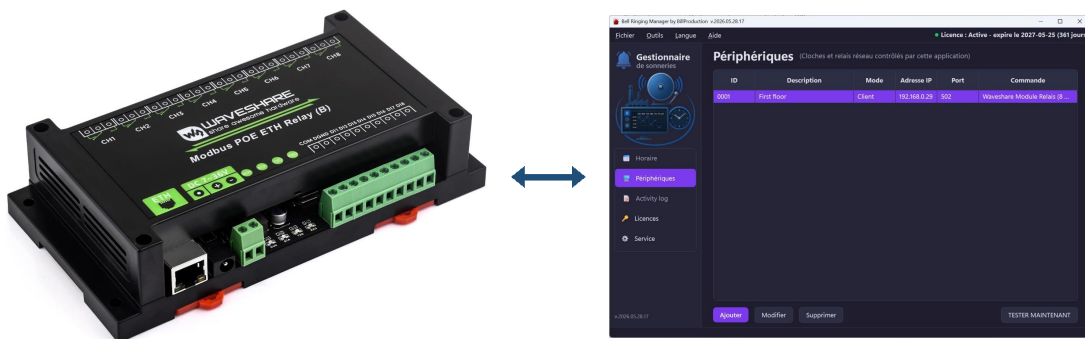 CH1
CH2
CH3
CH4
CH5
CH6
CH7
CH8
WAVESHARE
share awesome hardware
Modbus POE ETH Relay (B)
ETH
DC 7~36V
COM DGND DI1 DI2 DI3 DI4 DI5 DI6 DI7 DI8
Bell Ringing Manager by BillProduction v.2026.05.28.17
Fichier Outils Langue Aide
Licence : Active - expire le 2027-05-25 (361 jours
Gestionnaire
de sonneries
Périphériques (Cloches et relais réseau contrôlés par cette application)
ID Description Mode Adresse IP Port Commande
0001 First floor Client 192.168.0.29 502 Waveshare Module Relais (8 ...
Horaire
Périphériques
Activity log
Licences
Service
v.2026.05.28.17
Ajouter Modifier Supprimer TESTER MAINTENANT